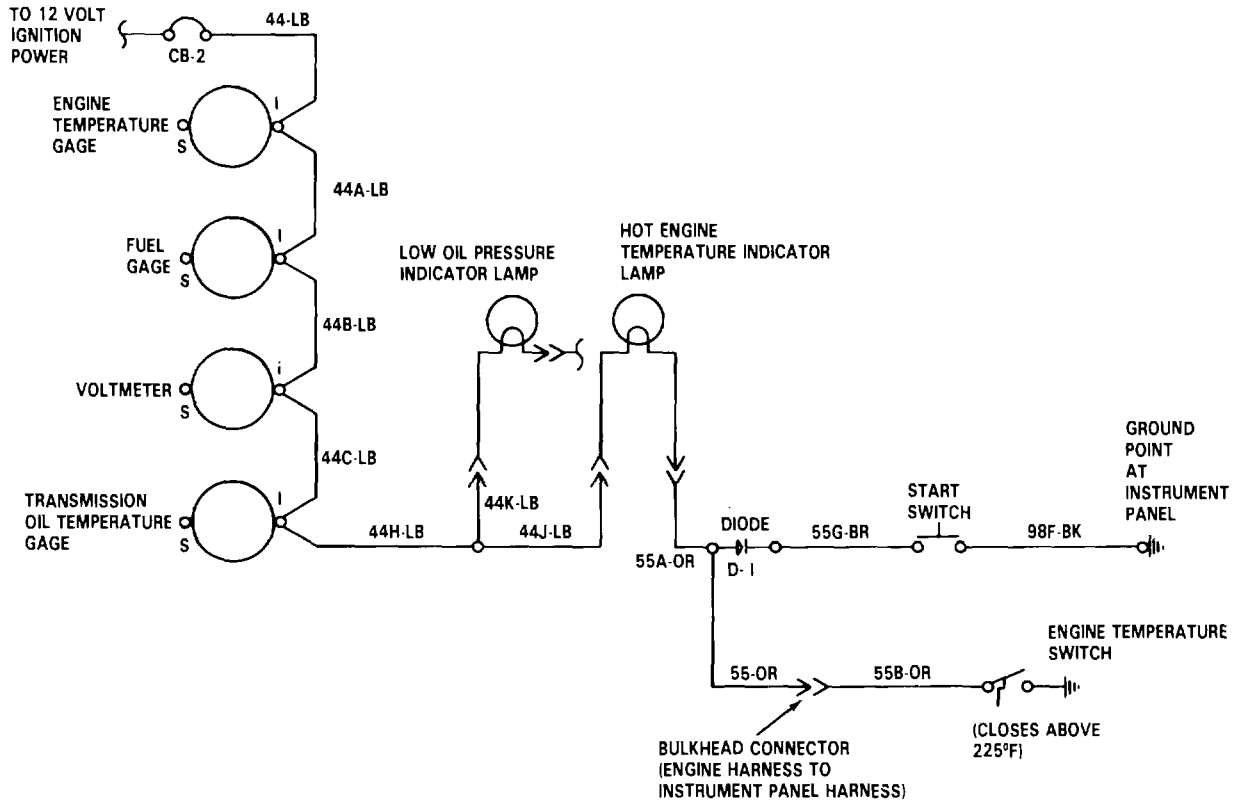 TO 12 VOLT
IGNITION
POWER
CB-2
44-LB
ENGINE
TEMPERATURE
GAGE
I
S
44A-LB
FUEL
GAGE
I
S
44B-LB
VOLTMETER
i
S
44C-LB
TRANSMISSION
OIL TEMPERATURE
GAGE
I
S
44H-LB
LOW OIL PRESSURE
INDICATOR LAMP
44K-LB
44J-LB
HOT ENGINE
TEMPERATURE INDICATOR
LAMP
55A-OR
DIODE
D-1
55G-BR
START
SWITCH
98F-BK
GROUND
POINT
AT
INSTRUMENT
PANEL
55-OR
55B-OR
ENGINE TEMPERATURE
SWITCH
(CLOSES ABOVE
225ºF)
BULKHEAD CONNECTOR
(ENGINE HARNESS TO
INSTRUMENT PANEL HARNESS)